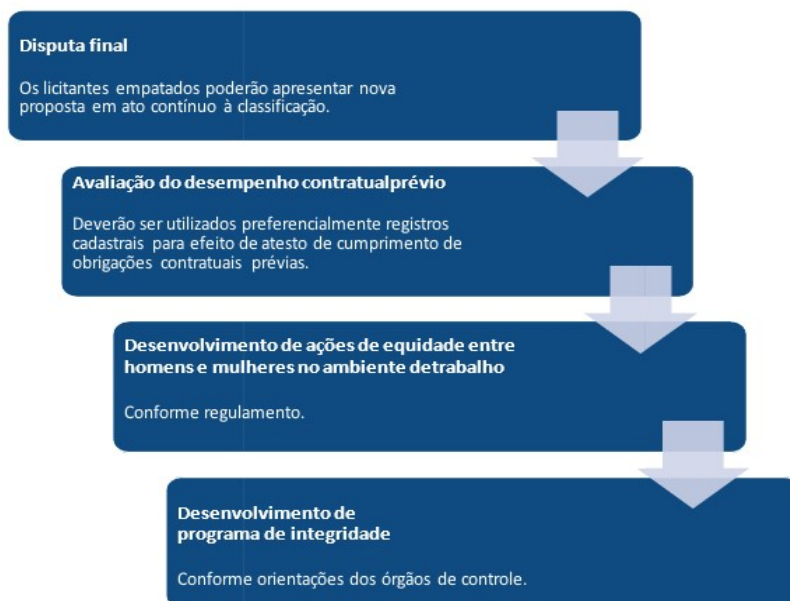 Disputa final
Os licitantes empatados poderão apresentar nova
proposta em ato contínuo à classificação.
Avaliação do desempenho contratualprévio
Deverão ser utilizados preferencialmente registros
cadastrais para efeito de atesto de cumprimento de
obrigações contratuais prévias.
Desenvolvimento de ações de equidade entre
homens e mulheres no ambiente detrabalho
Conforme regulamento.
Desenvolvimento de
programa de integridade
Conforme orientações dos órgãos de controle.